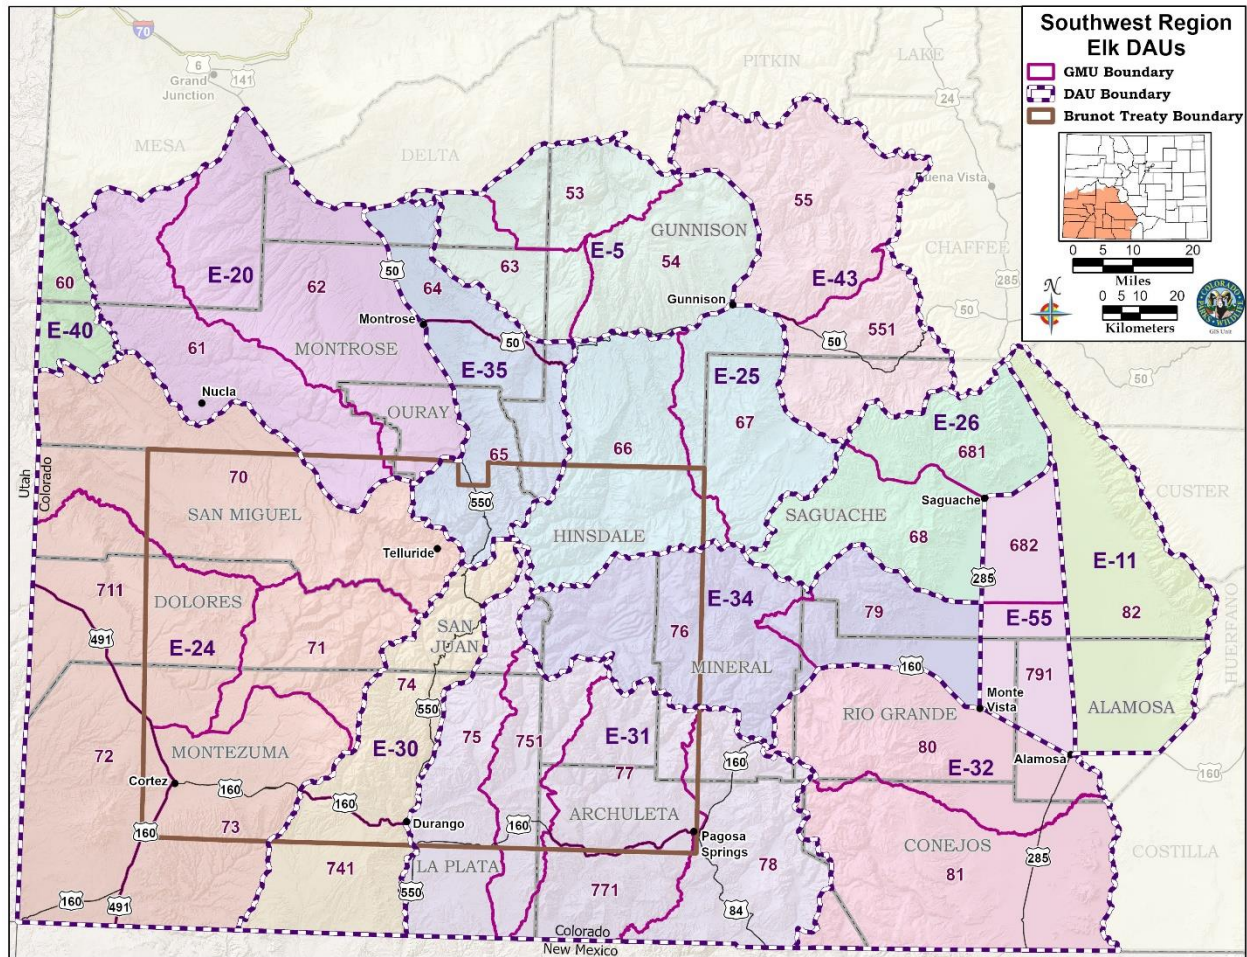 Southwest Region
Elk DAUs
GMU Boundary
DAU Boundary
Brunot Treaty Boundary
0 5 10 20
Miles
0 5 10 20
Kilometers
N
COLORADO
PARKS
WILDLIFE
GIS Unit
70
6
141
Grand
Junction
PITKIN
LAKE
24
MESA
DELTA
Buena Vista
53
55
CHAFFEE
GUNNISON
E-5
63
54
E-43
285
60
E-20
62
50
64
Gunnison
50
E-40
Montrose
551
61
MONTROSE
50
50
E-35
E-25
50
Nucla
OURAY
67
E-26
66
681
65
Utah
Colorado
70
550
Saguache
CUSTER
SAN MIGUEL
SAGUACHE
HINSDALE
68
682
Telluride
E-11
711
285
DOLORES
E-34
79
E-55
82
HUERFANO
491
SAN
JUAN
76
E-24
71
MINERAL
160
74
791
Monte
Vista
550
RIO GRANDE
ALAMOSA
72
MONTEZUMA
E-30
75
751
E-31
80
E-32
Alamosa
77
160
160
Cortez
160
160
ARCHULETA
73
Durango
160
Pagosa
Springs
160
CONEJOS
COSTILLA
285
741
LA PLATA
78
81
550
771
160
491
84
Colorado
New Mexico